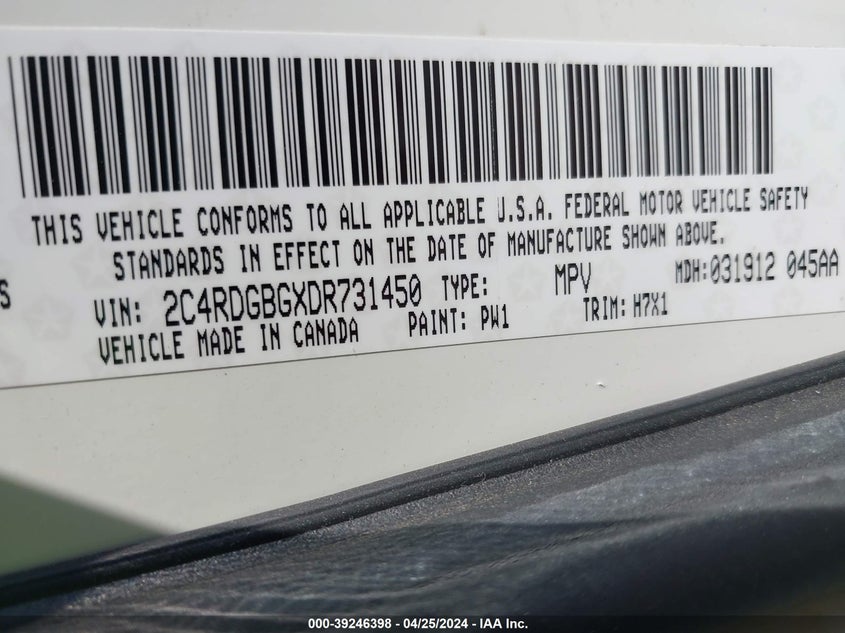 THIS VEHICLE CONFORMS TO ALL APPLICABLE U.S.A. FEDERAL MOTOR VEHICLE SAFETY
STANDARDS IN EFFECT ON THE DATE OF MANUFACTURE SHOWN ABOVE.
S
VIN: 2C4RDGBGXDR731450 TYPE: MPV MDH:031912 045AA
VEHICLE MADE IN CANADA PAINT: PW1 TRIM: H7X1
000-39246398 - 04/25/2024 - IAA Inc.